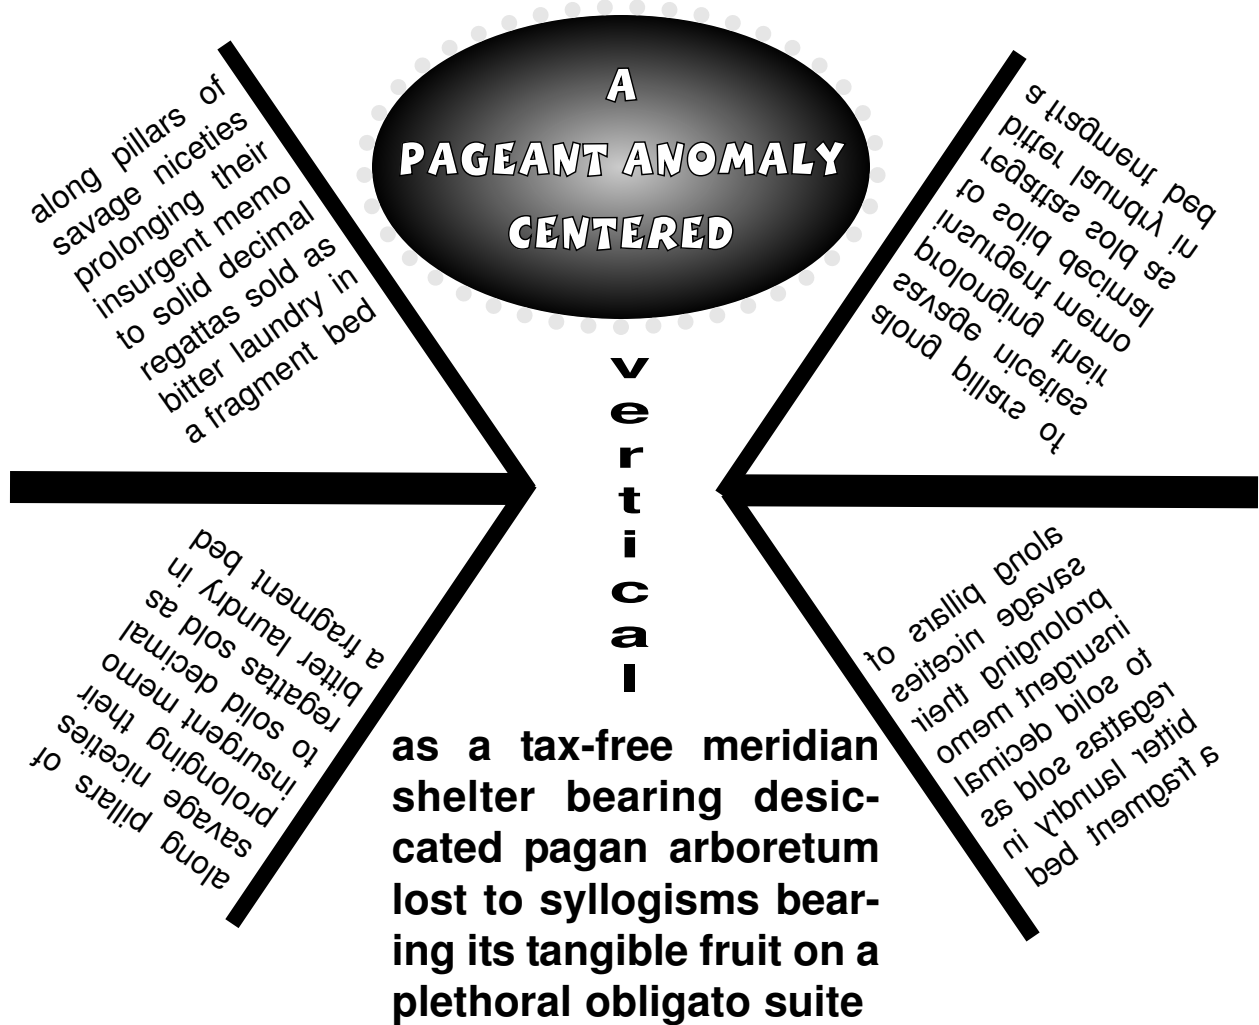 along pillars of
savage niceties
prolonging their
insurgent memo
to solid decimal
regattas sold as
bitter laundry in
a fragment bed
A
PAGEANT ANOMALY
CENTERED
along pillars of
savage niceties
prolonging their
insurgent memo
to solid decimal
regattas sold as
bitter laundry in
a fragment bed
vertical
along pillars of
savage niceties
prolonging their
insurgent memo
to solid decimal
regattas sold as
bitter laundry in
a fragment bed
along pillars of
savage niceties
prolonging their
insurgent memo
to solid decimal
regattas sold as
bitter laundry in
a fragment bed
as a tax-free meridian
shelter bearing desic-
cated pagan arboretum
lost to syllogisms bear-
ing its tangible fruit on a
plethoral obligato suite